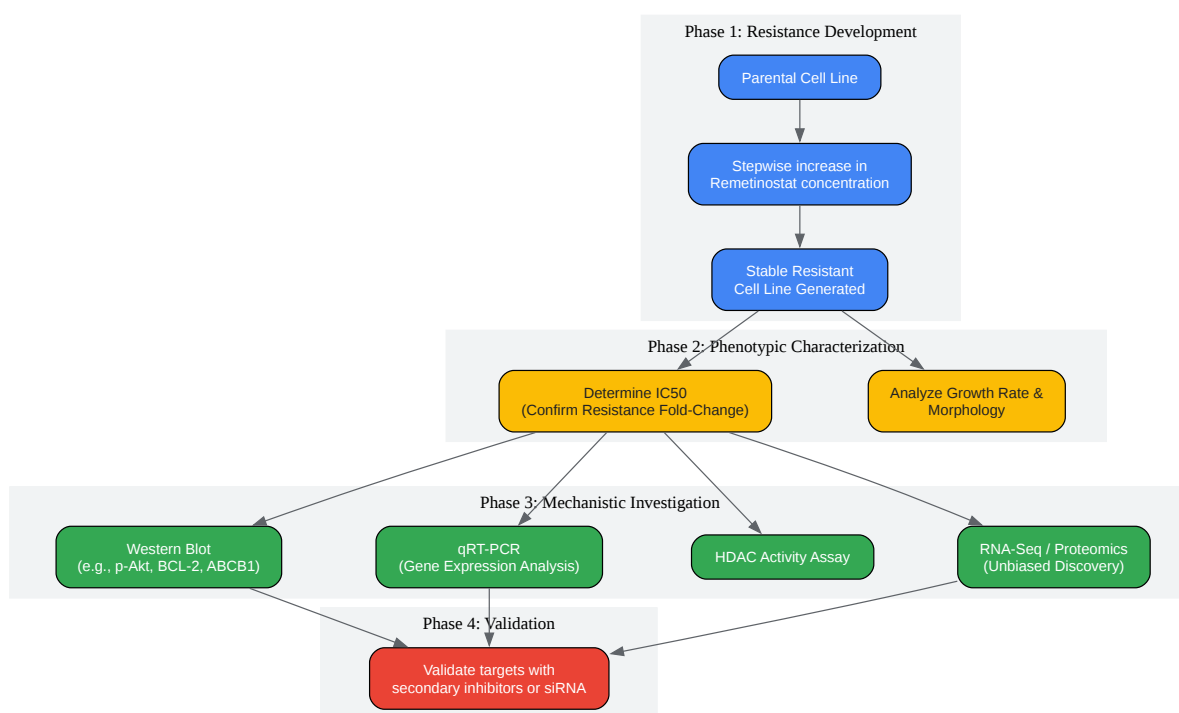 Phase 1: Resistance Development
Parental Cell Line
Stepwise increase in
Remetinostat concentration
Stable Resistant
Cell Line Generated
Phase 2: Phenotypic Characterization
Determine IC50
(Confirm Resistance Fold-Change)
Analyze Growth Rate &
Morphology
Phase 3: Mechanistic Investigation
Western Blot
(e.g., p-Akt, BCL-2, ABCB1)
qRT-PCR
(Gene Expression Analysis)
HDAC Activity Assay
RNA-Seq / Proteomics
(Unbiased Discovery)
Phase 4: Validation
Validate targets with
secondary inhibitors or siRNA